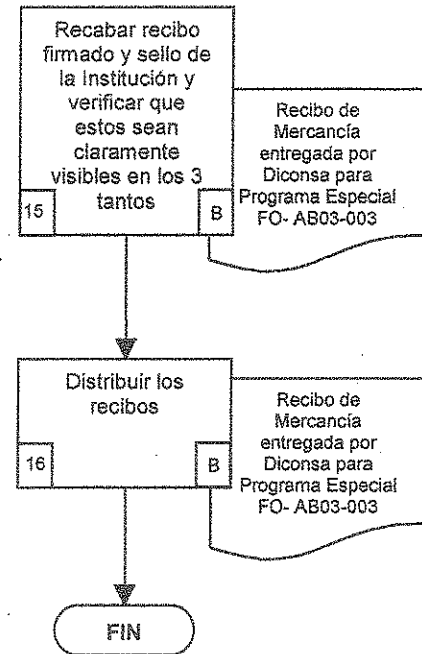 Recabar recibo
firmado y sello de
la Institución y
verificar que
estos sean
claramente
visibles en los 3
tantos
15
B
Recibo de
Mercancía
entregada por
Diconsa para
Programa Especial
FO- AB03-003
Distribuir los
recibos
16
B
Recibo de
Mercancía
entregada por
Diconsa para
Programa Especial
FO- AB03-003
FIN